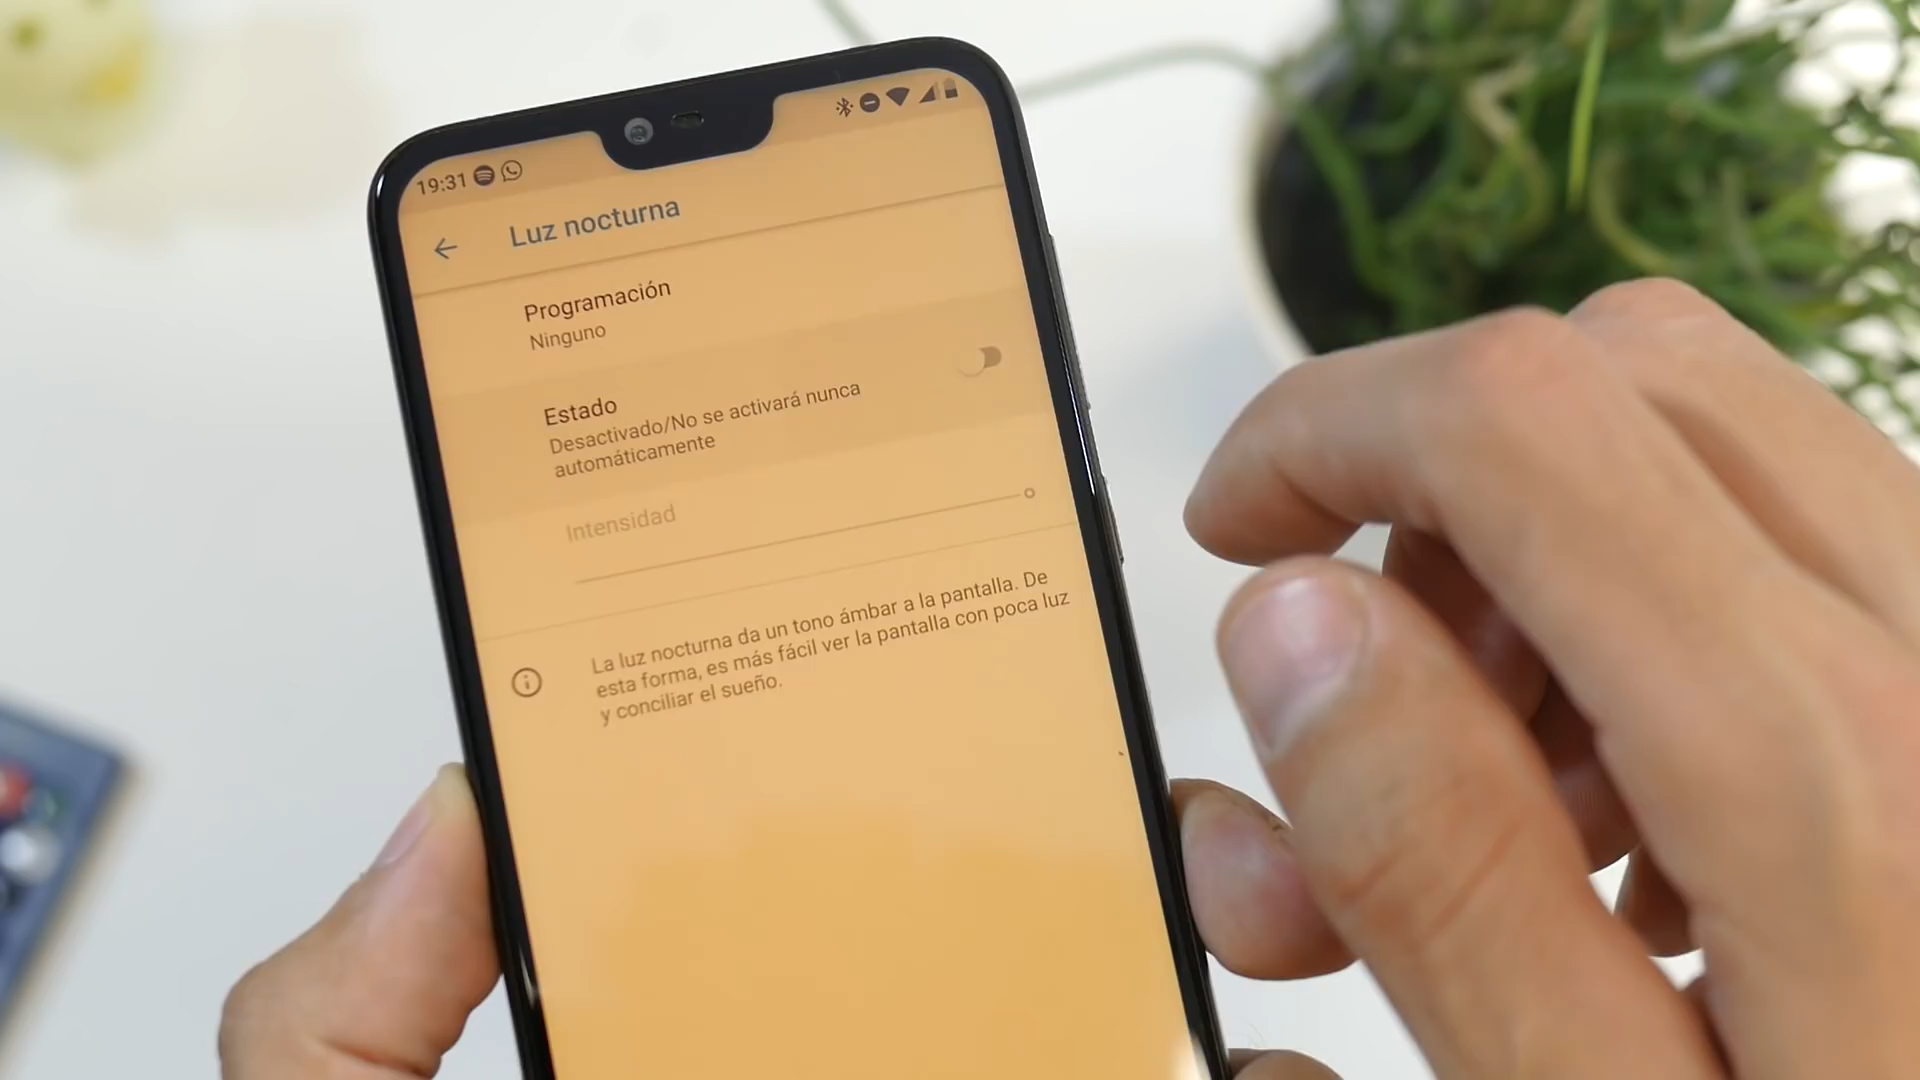 19:31
Luz nocturna
Programación
Ninguno
Estado
Desactivado/No se activará nunca
automáticamente
Intensidad
La luz nocturna da un tono ámbar a la pantalla. De
esta forma, es más fácil ver la pantalla con poca luz
y conciliar el sueño.